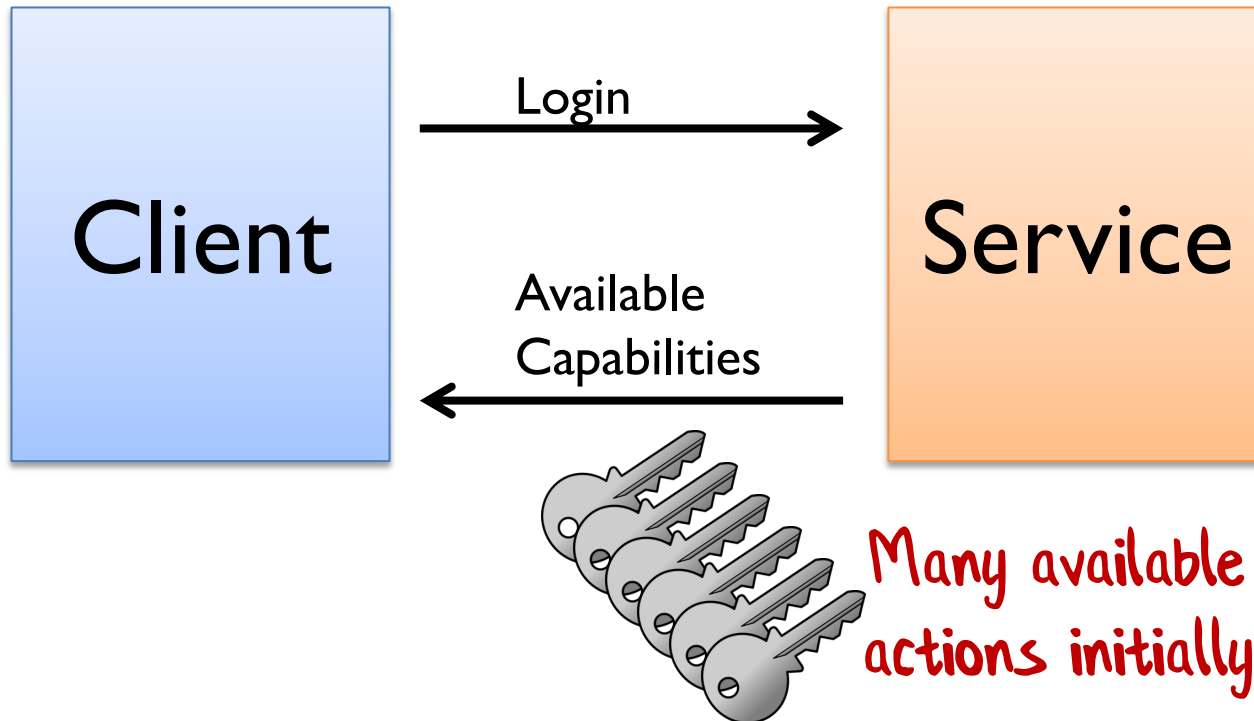 Client
Login
Available
Capabilities
Service
Many available
actions initially